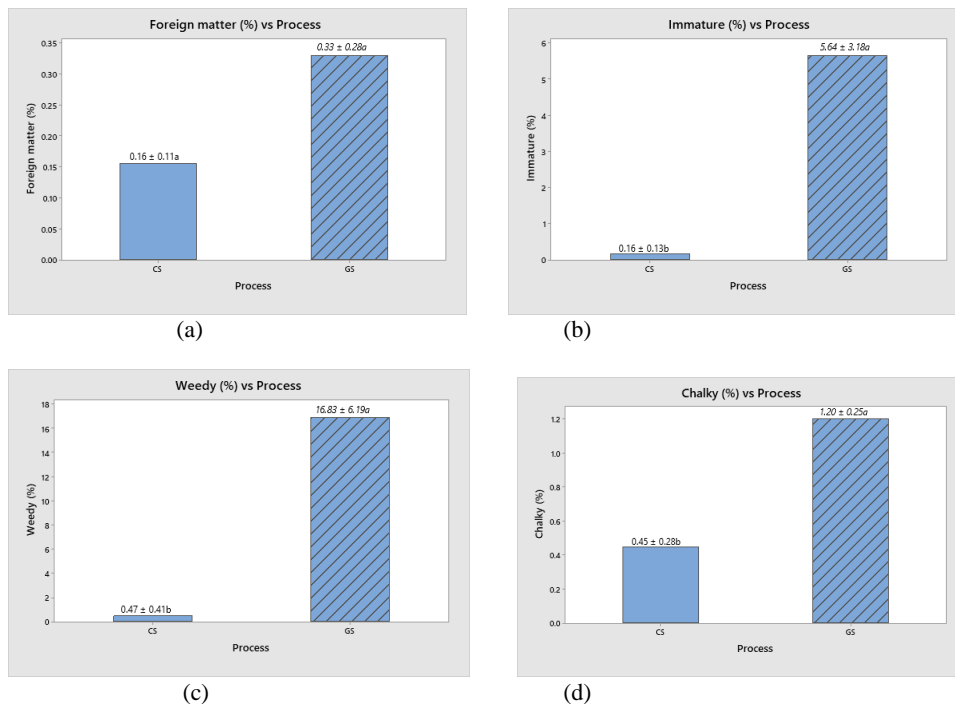 Foreign matter (%) vs Process
Foreign matter (%)
0.35
0.30
0.25
0.20
0.15
0.10
0.05
0.00
0.16 ± 0.11a
0.33 ± 0.28a
CS
GS
Process
(a)
Immature (%) vs Process
Immature (%)
6
5
4
3
2
1
0
0.16 ± 0.13b
5.64 ± 3.18a
CS
GS
Process
(b)
Weedy (%) vs Process
Weedy (%)
18
16
14
12
10
8
6
4
2
0
0.47 ± 0.41b
16.83 ± 6.19a
CS
GS
Process
(c)
Chalky (%) vs Process
Chalky (%)
1.2
1.0
0.8
0.6
0.4
0.2
0.0
0.45 ± 0.28b
1.20 ± 0.25a
CS
GS
Process
(d)